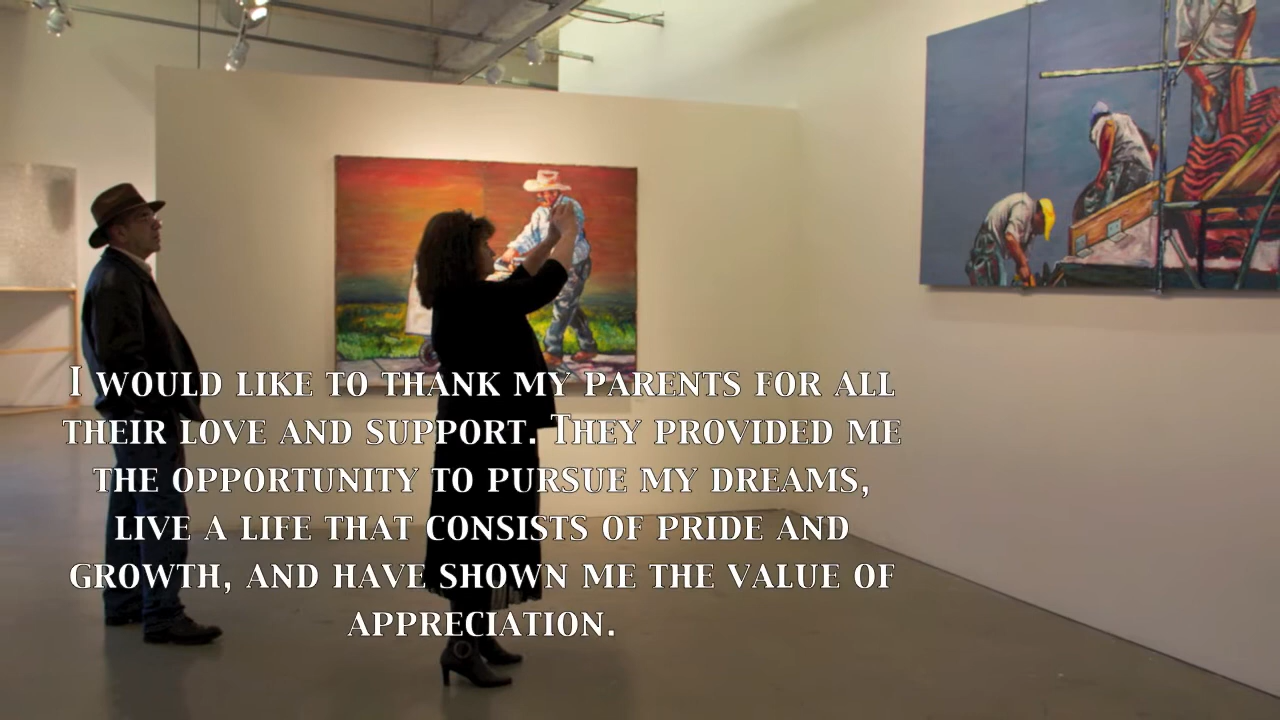 I would like to thank my parents for all
their love and support. They provided me
the opportunity to pursue my dreams,
live a life that consists of pride and
growth, and have shown me the value of
appreciation.